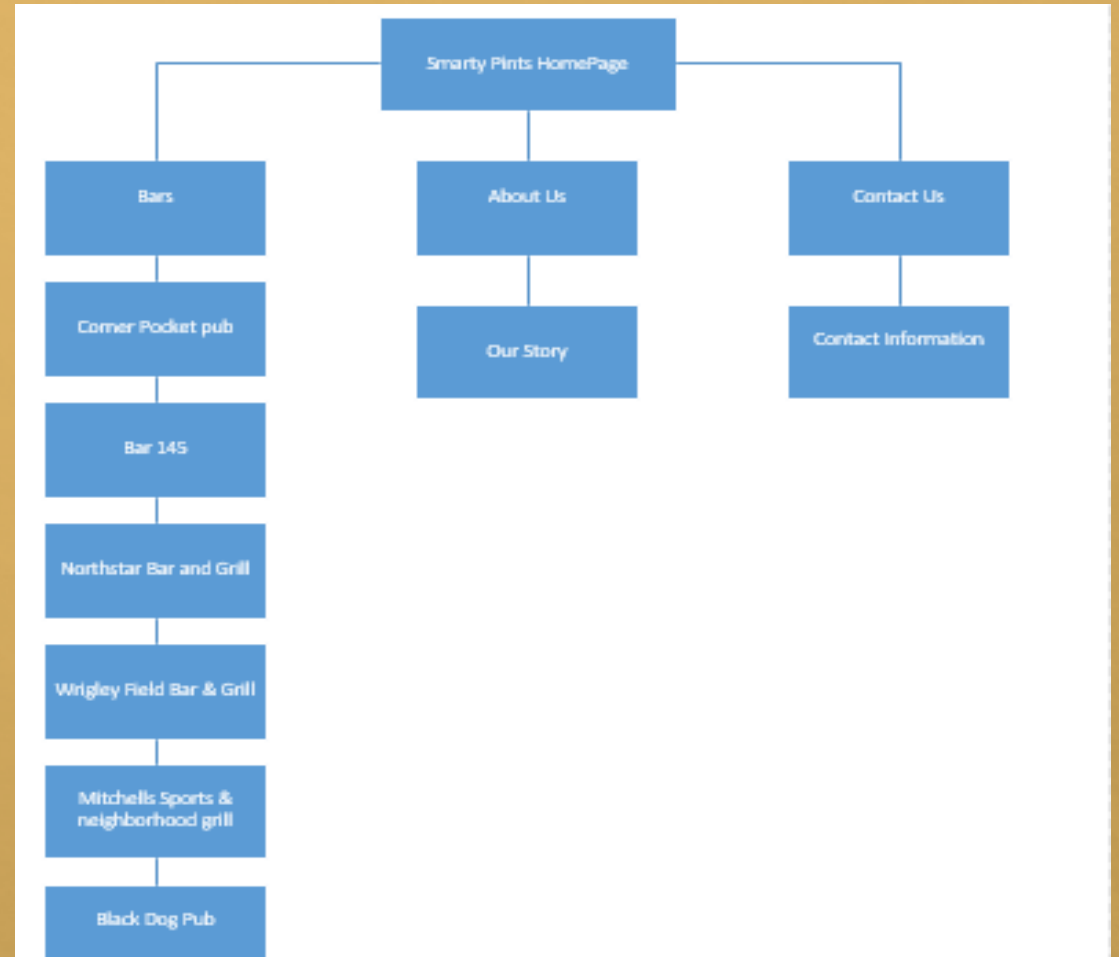 Smarty Pints HomePage
Bars
About Us
Contact Us
Corner Pocket pub
Our Story
Contact Information
Bar 145
Northstar Bar and Grill
Wrigley Field Bar & Grill
Mitchells Sports &
neighborhood grill
Black Dog Pub